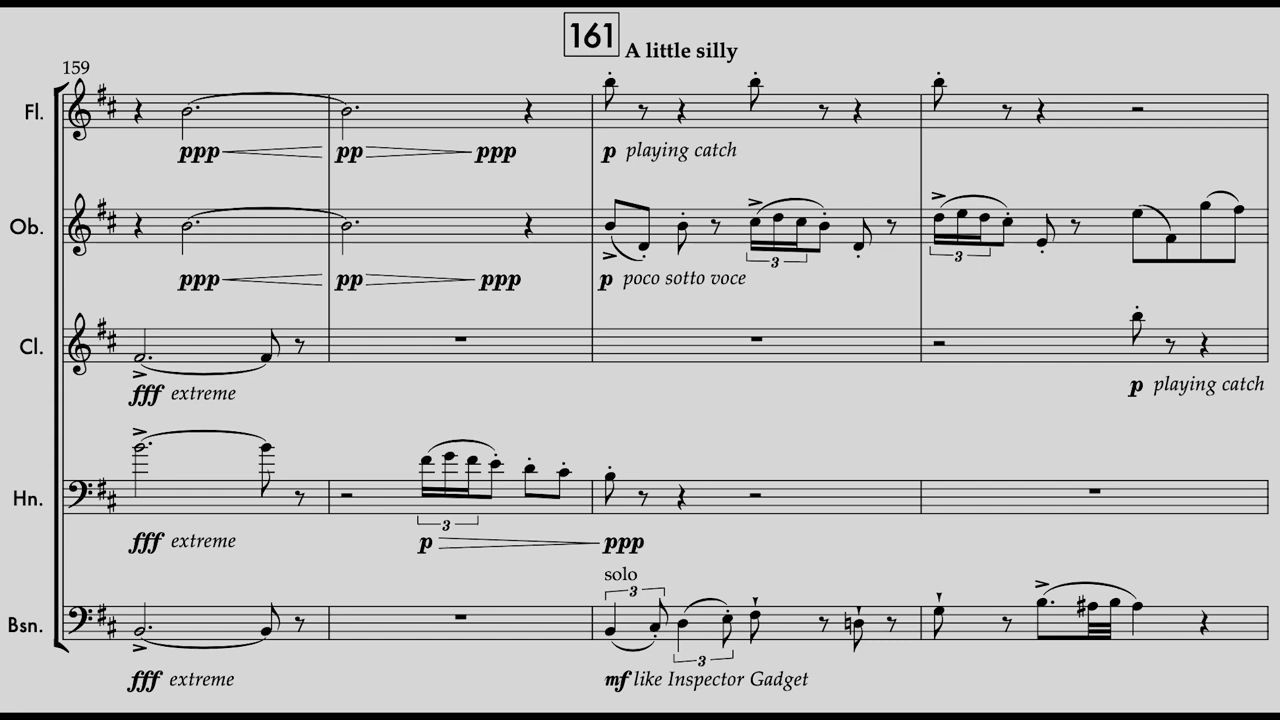 161 A little silly
159
Fl.
ppp pp ppp p playing catch
Ob.
3 3
ppp pp ppp p poco sotto voce
Cl.
fff extreme p playing catch
Hn.
3
fff extreme p ppp
solo
3
Bsn.
3
fff extreme mf like Inspector Gadget